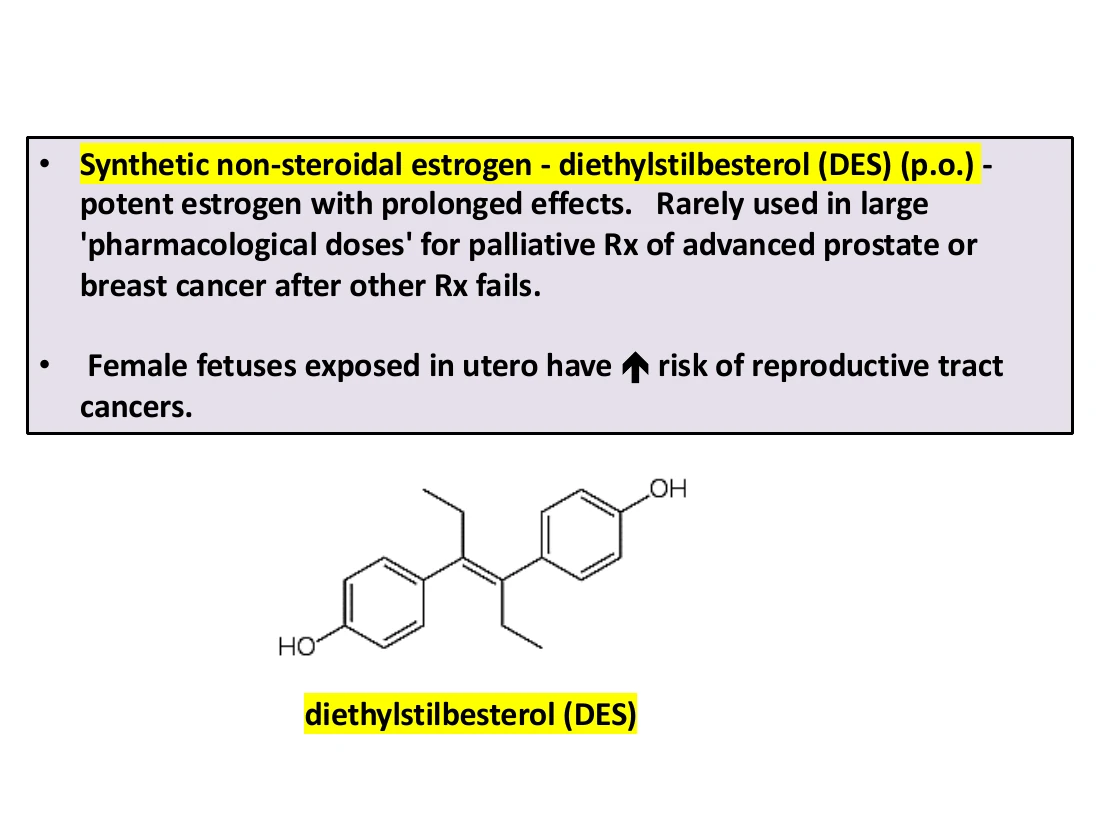 • Synthetic non-steroidal estrogen - diethylstilbesterol (DES) (p.o.) -
potent estrogen with prolonged effects.   Rarely used in large
'pharmacological doses' for palliative Rx of advanced prostate or
breast cancer after other Rx fails.
• Female fetuses exposed in utero have ⬆ risk of reproductive tract
cancers.
OH
HO
diethylstilbesterol (DES)